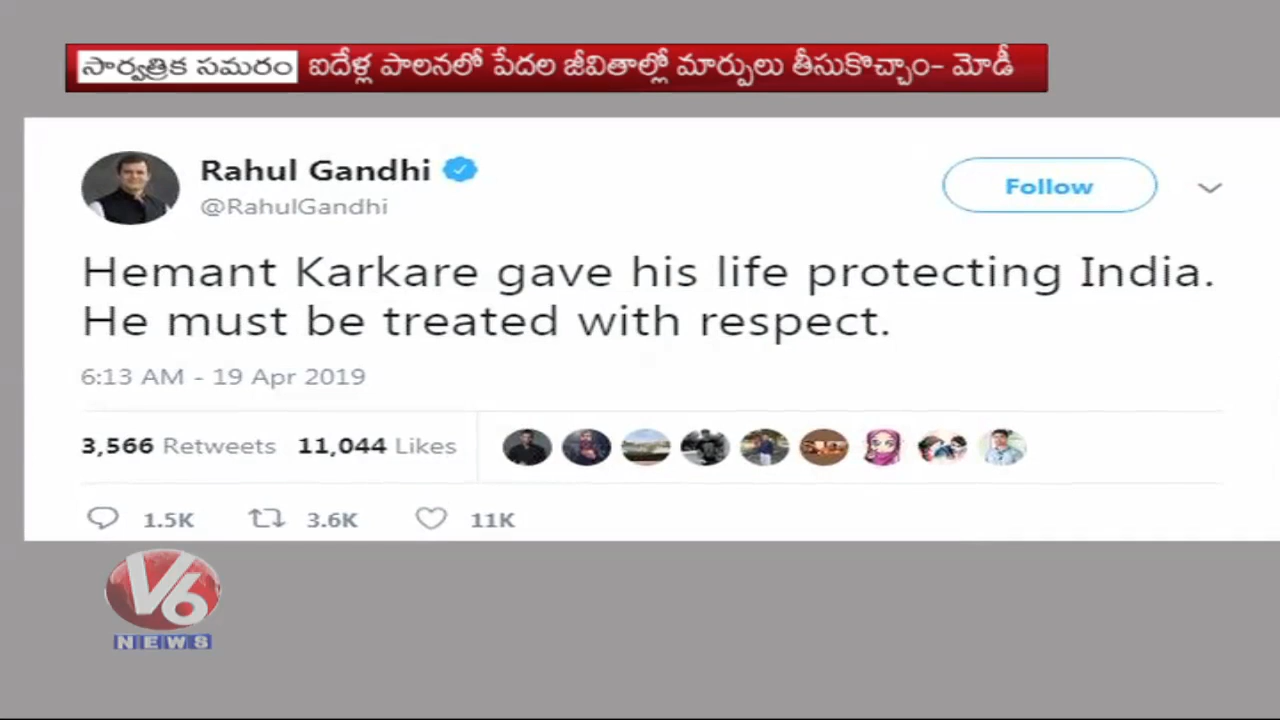 సార్వత్రిక సమరం ఐదేళ్ల పాలనలో పేదల జీవితాల్లో మార్పులు తీసుకొచ్చాం- మోడీ
Rahul Gandhi
@RahulGandhi
Follow
Hemant Karkare gave his life protecting India.
He must be treated with respect.
6:13 AM - 19 Apr 2019
3,566 Retweets 11,044 Likes
1.5K 3.6K 11K
V6
NEWS